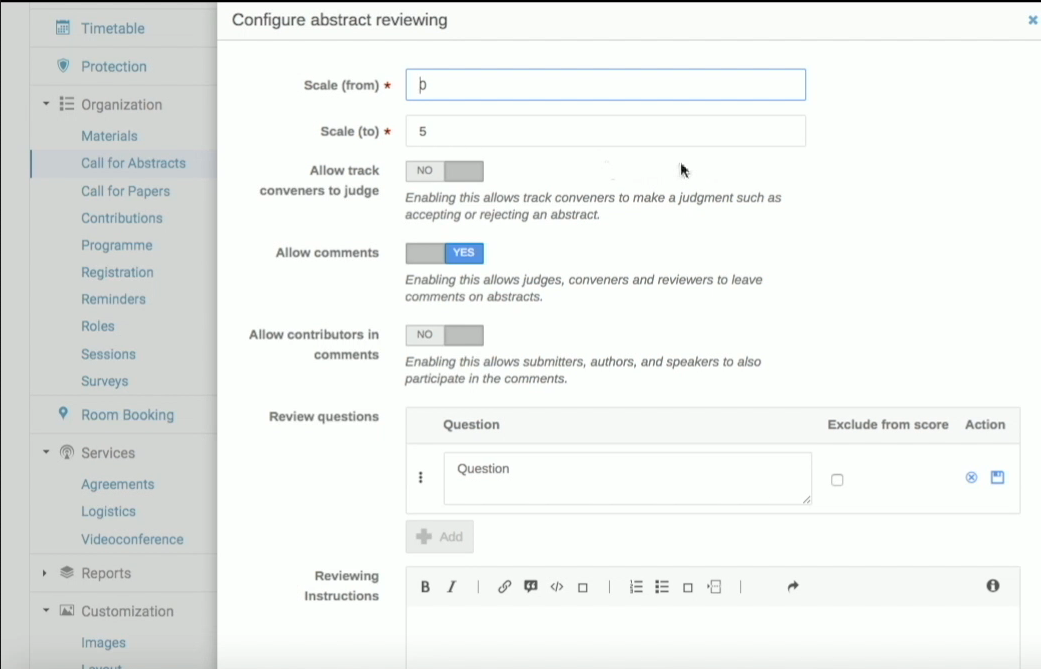 Configure abstract reviewing
Timetable
Protection
Organization
Materials
Call for Abstracts
Call for Papers
Contributions
Programme
Registration
Reminders
Roles
Sessions
Surveys
Room Booking
Services
Agreements
Logistics
Videoconference
Reports
Customization
Images
Layout
Scale (from) *
0
Scale (to) *
5
Allow track
conveners to judge
NO
Enabling this allows track conveners to make a judgment such as
accepting or rejecting an abstract.
Allow comments
YES
Enabling this allows judges, conveners and reviewers to leave
comments on abstracts.
Allow contributors in
comments
NO
Enabling this allows submitters, authors, and speakers to also
participate in the comments.
Review questions
Question Exclude from score Action
Question
Add
Reviewing
Instructions
B I